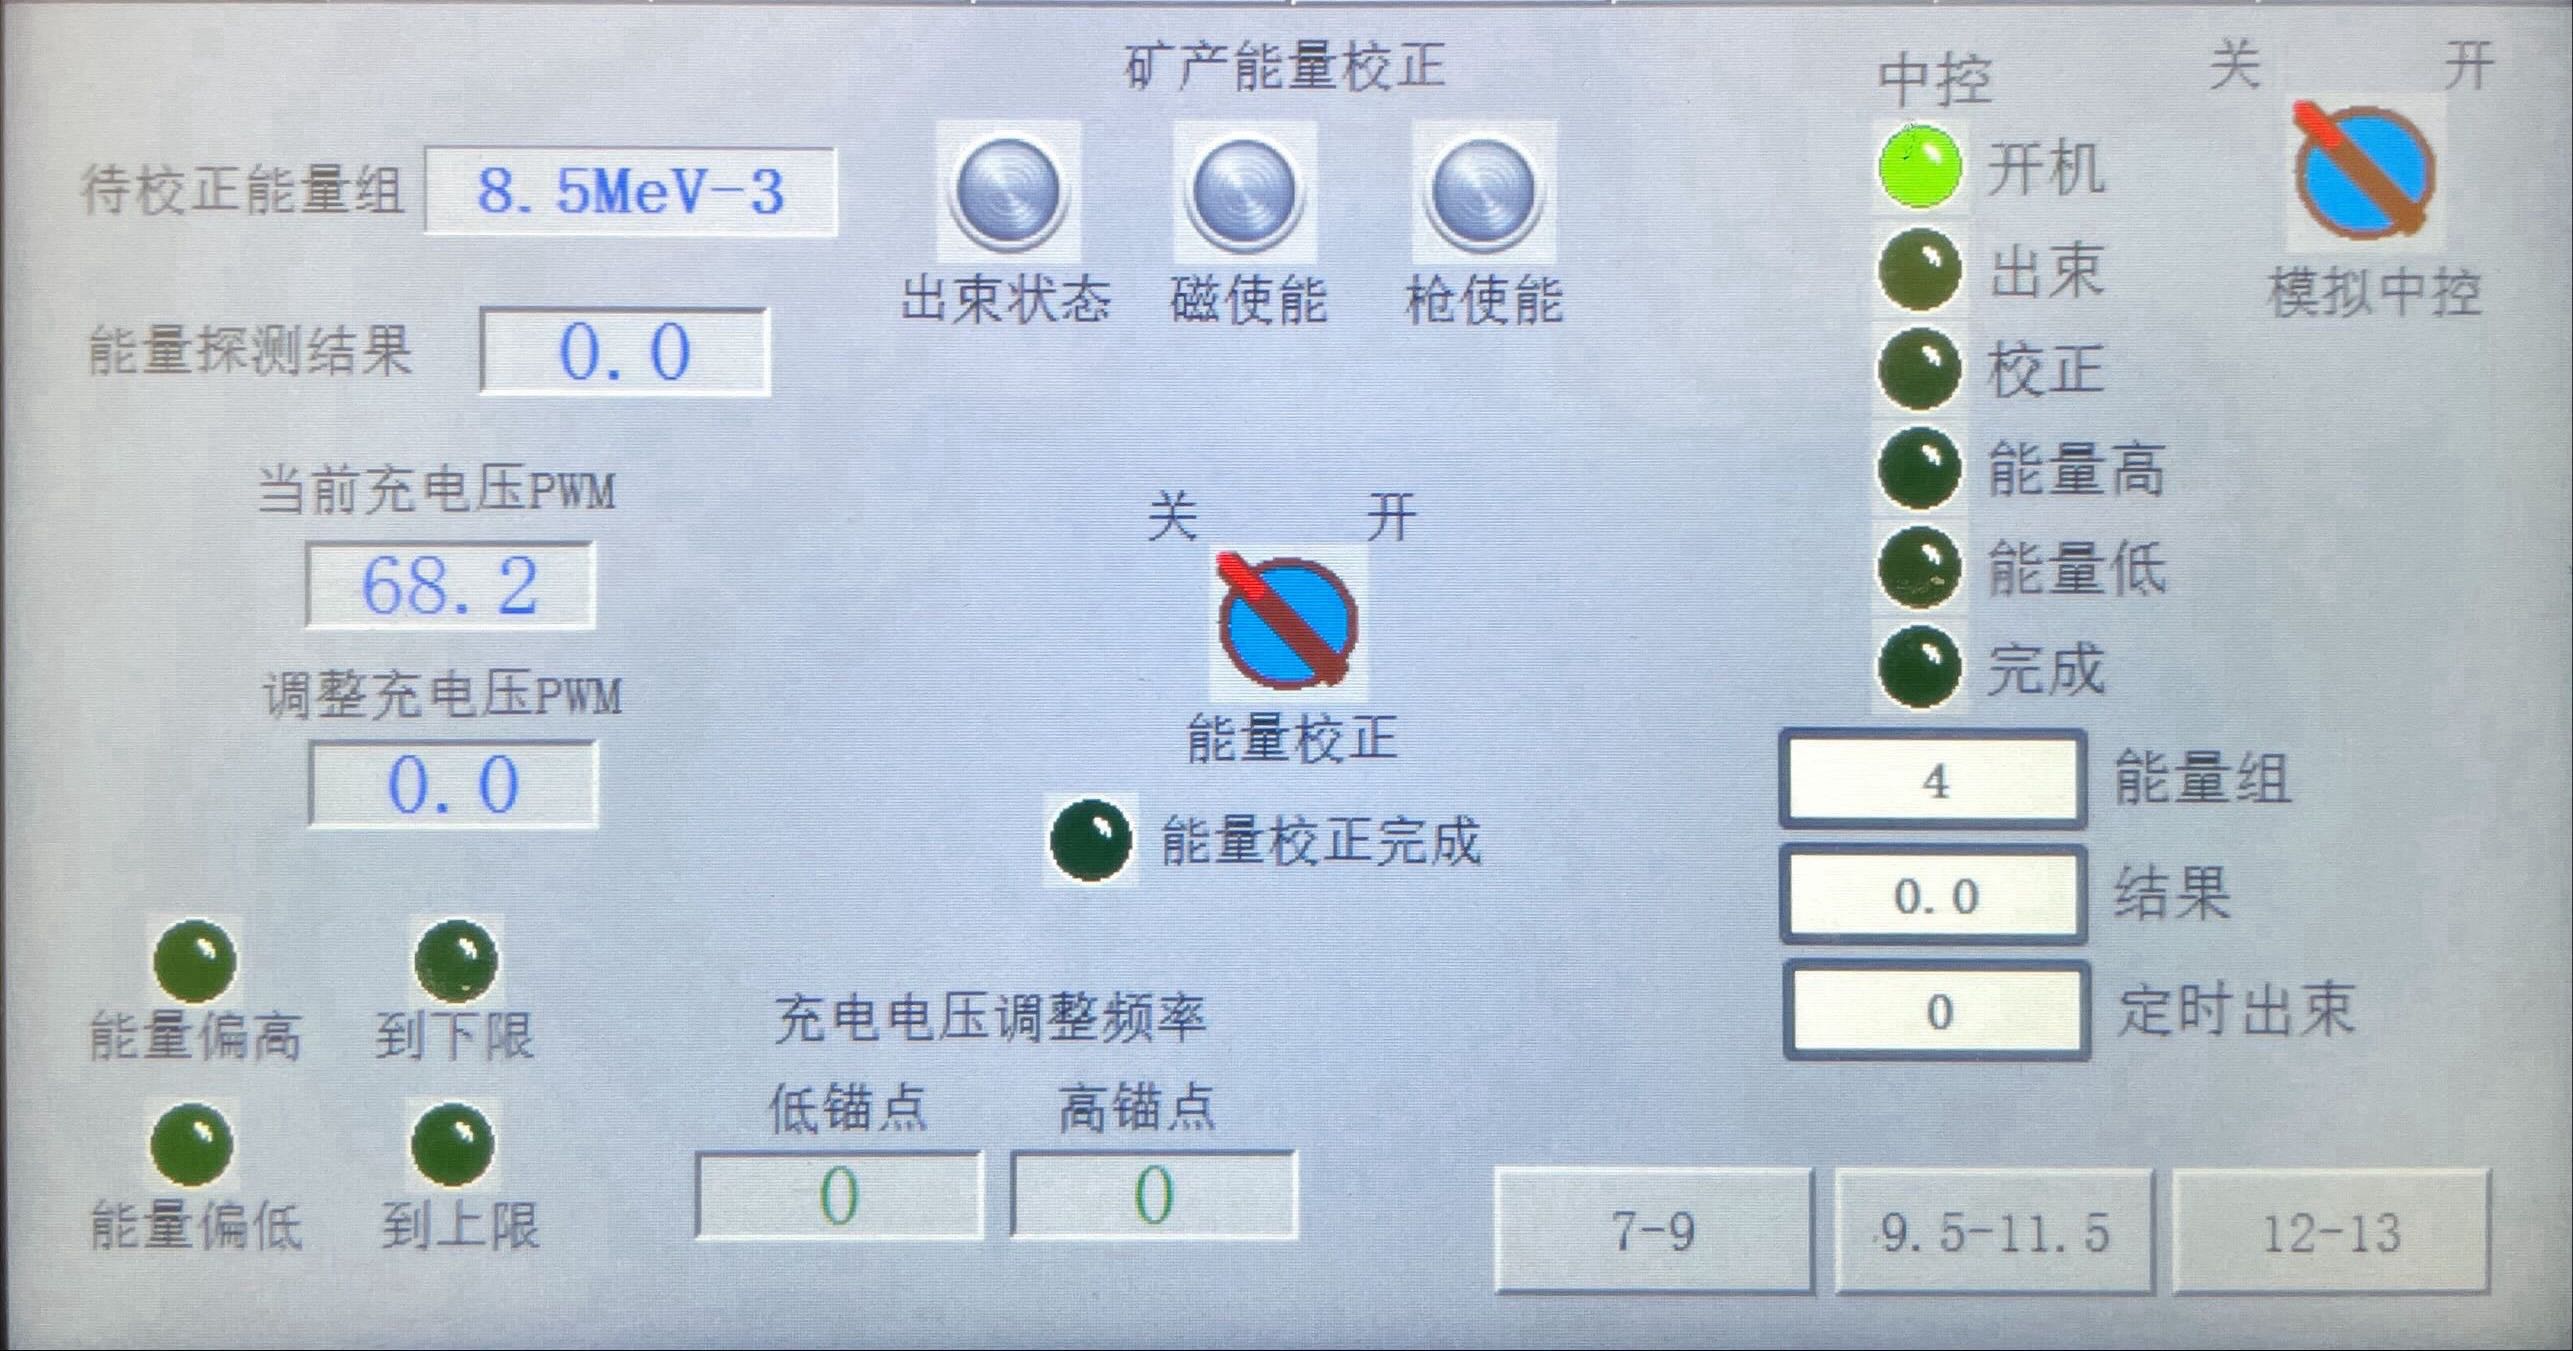 矿产能量校正
待校正能量组 8.5MeV-3
出束状态 磁使能 枪使能
能量探测结果 0.0
当前充电压PWM
68.2
调整充电压PWM
0.0
关 开
能量校正
能量校正完成
能量偏高 到下限
能量偏低 到上限
充电电压调整频率
低锚点 高锚点
0 0
中控
开机
出束
校正
能量高
能量低
完成
4 能量组
0.0 结果
0 定时出束
关 开
模拟中控
7-9 9.5-11.5 12-13